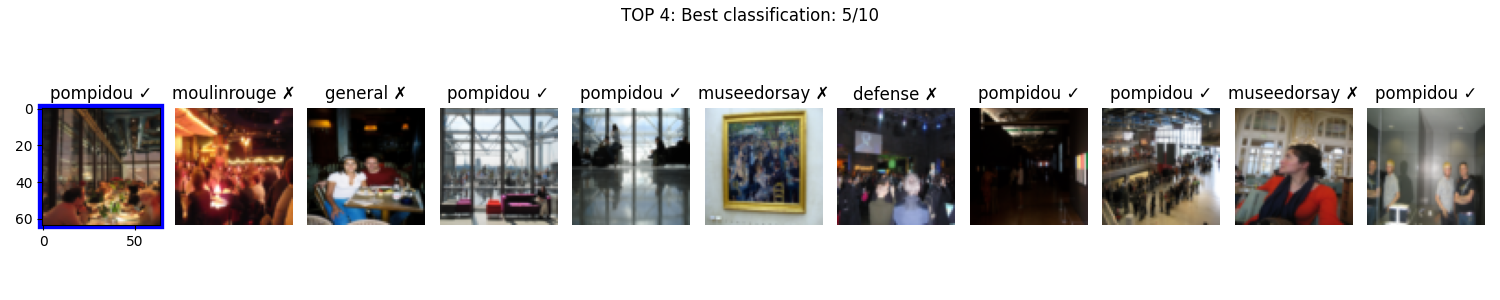 TOP 4: Best classification: 5/10
pompidou ✓ moulinrouge ✗ general ✗ pompidou ✓ pompidou ✓ museedorsay ✗ defense ✗ pompidou ✓ pompidou ✓ museedorsay ✗ pompidou ✓
0
20
40
60
0 50